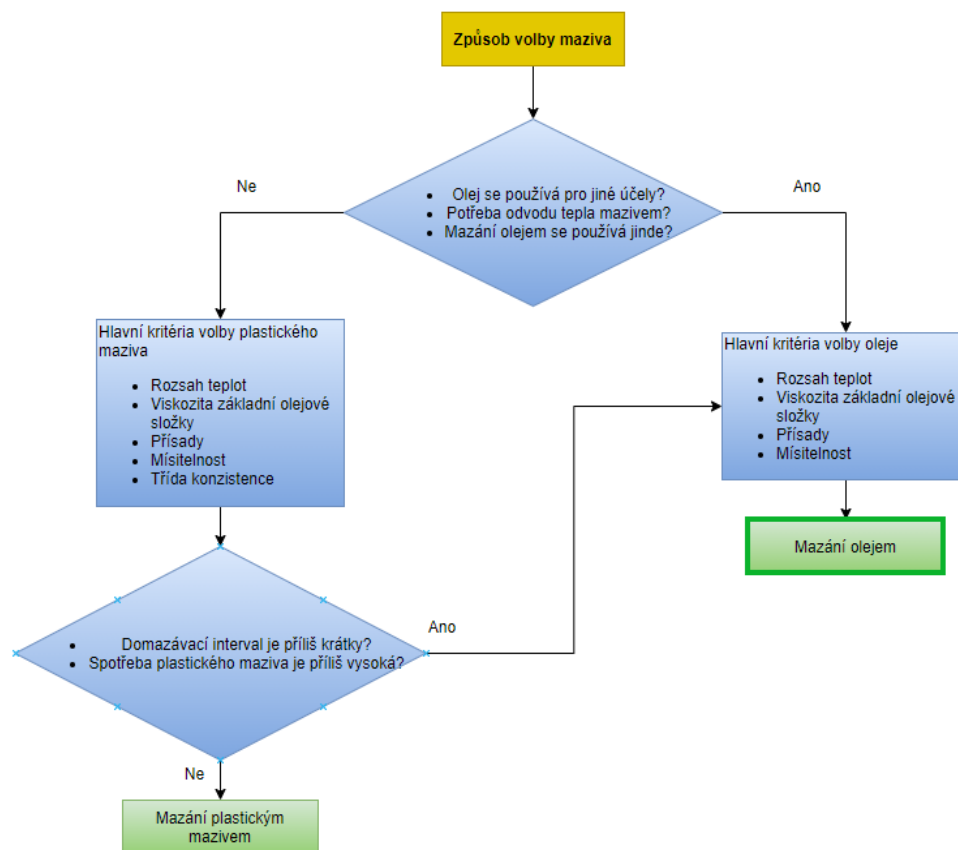 Způsob volby maziva
Ne
Ano
• Olej se používá pro jiné účely?
• Potřeba odvodu tepla mazivem?
• Mazání olejem se používá jinde?
Hlavní kritéria volby plastického
maziva
• Rozsah teplot
• Viskozita základní olejové
složky
• Přísady
• Mísitelnost
• Třída konzistence
Hlavní kritéria volby oleje
• Rozsah teplot
• Viskozita základní olejové
složky
• Přísady
• Mísitelnost
Mazání olejem
• Domazávací interval je příliš krátky?
• Spotřeba plastického maziva je příliš vysoká?
Ano
Ne
Mazání plastickým
mazivem